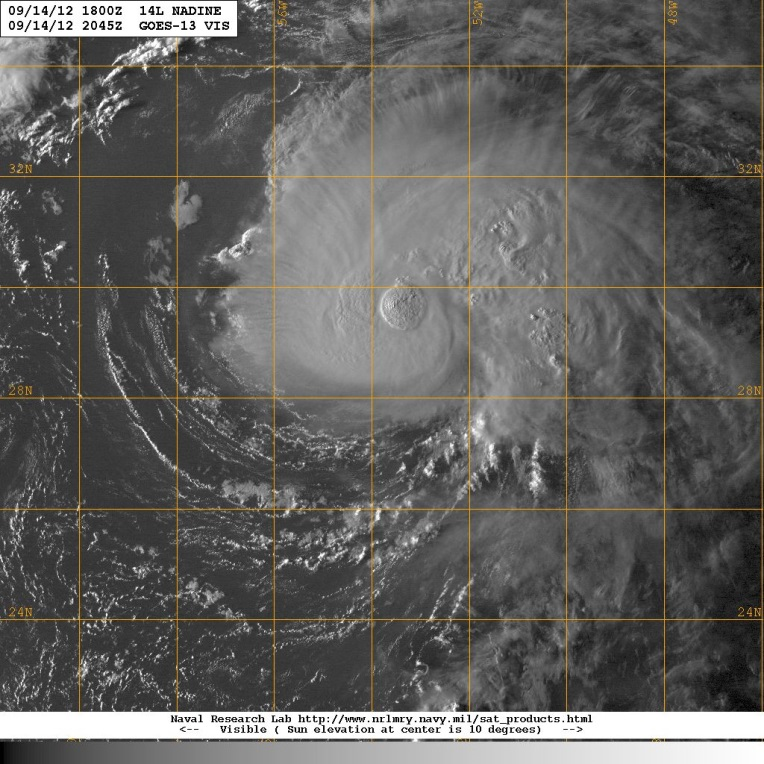 09/14/12 1800Z 14L NADINE
09/14/12 2045Z GOES-13 VIS
56W 52W 48W
32N 32N
28N 28N
24N 24N
Naval Research Lab http://www.nrlmry.navy.mil/sat_products.html
<-- Visible ( Sun elevation at center is 10 degrees) -->